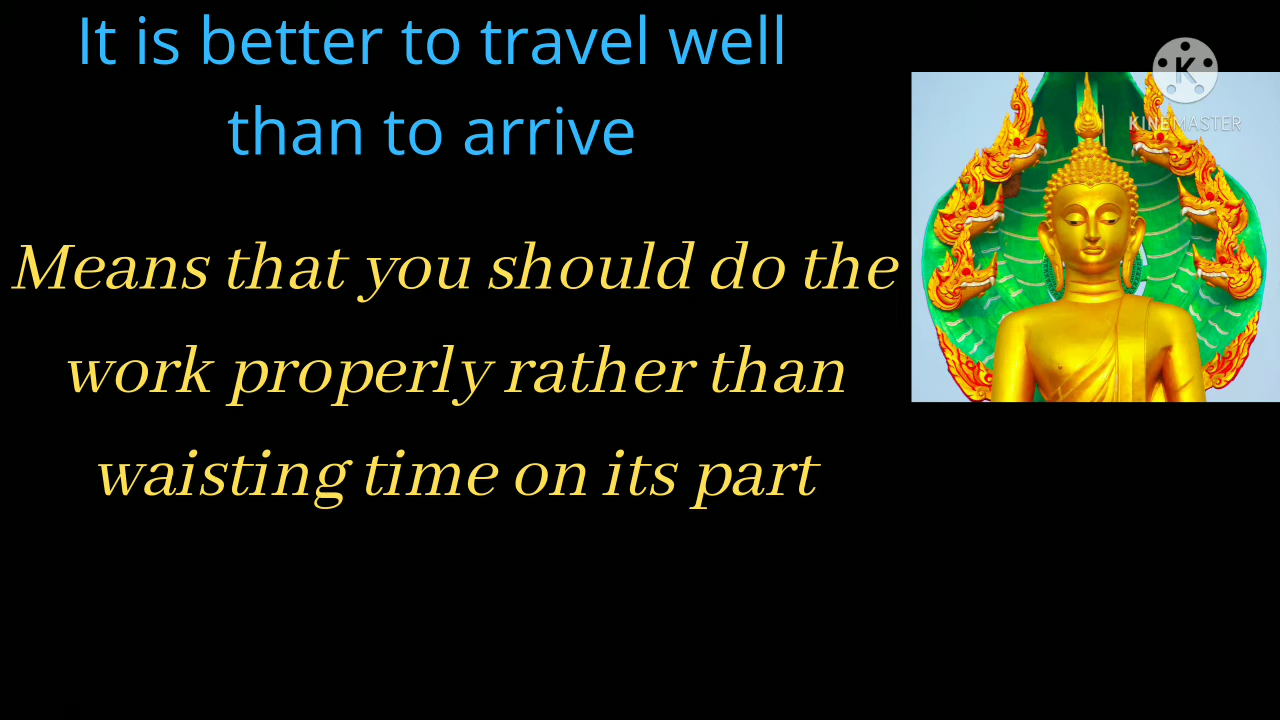 It is better to travel well
than to arrive
Means that you should do the
work properly rather than
waisting time on its part
K
KINEMASTER